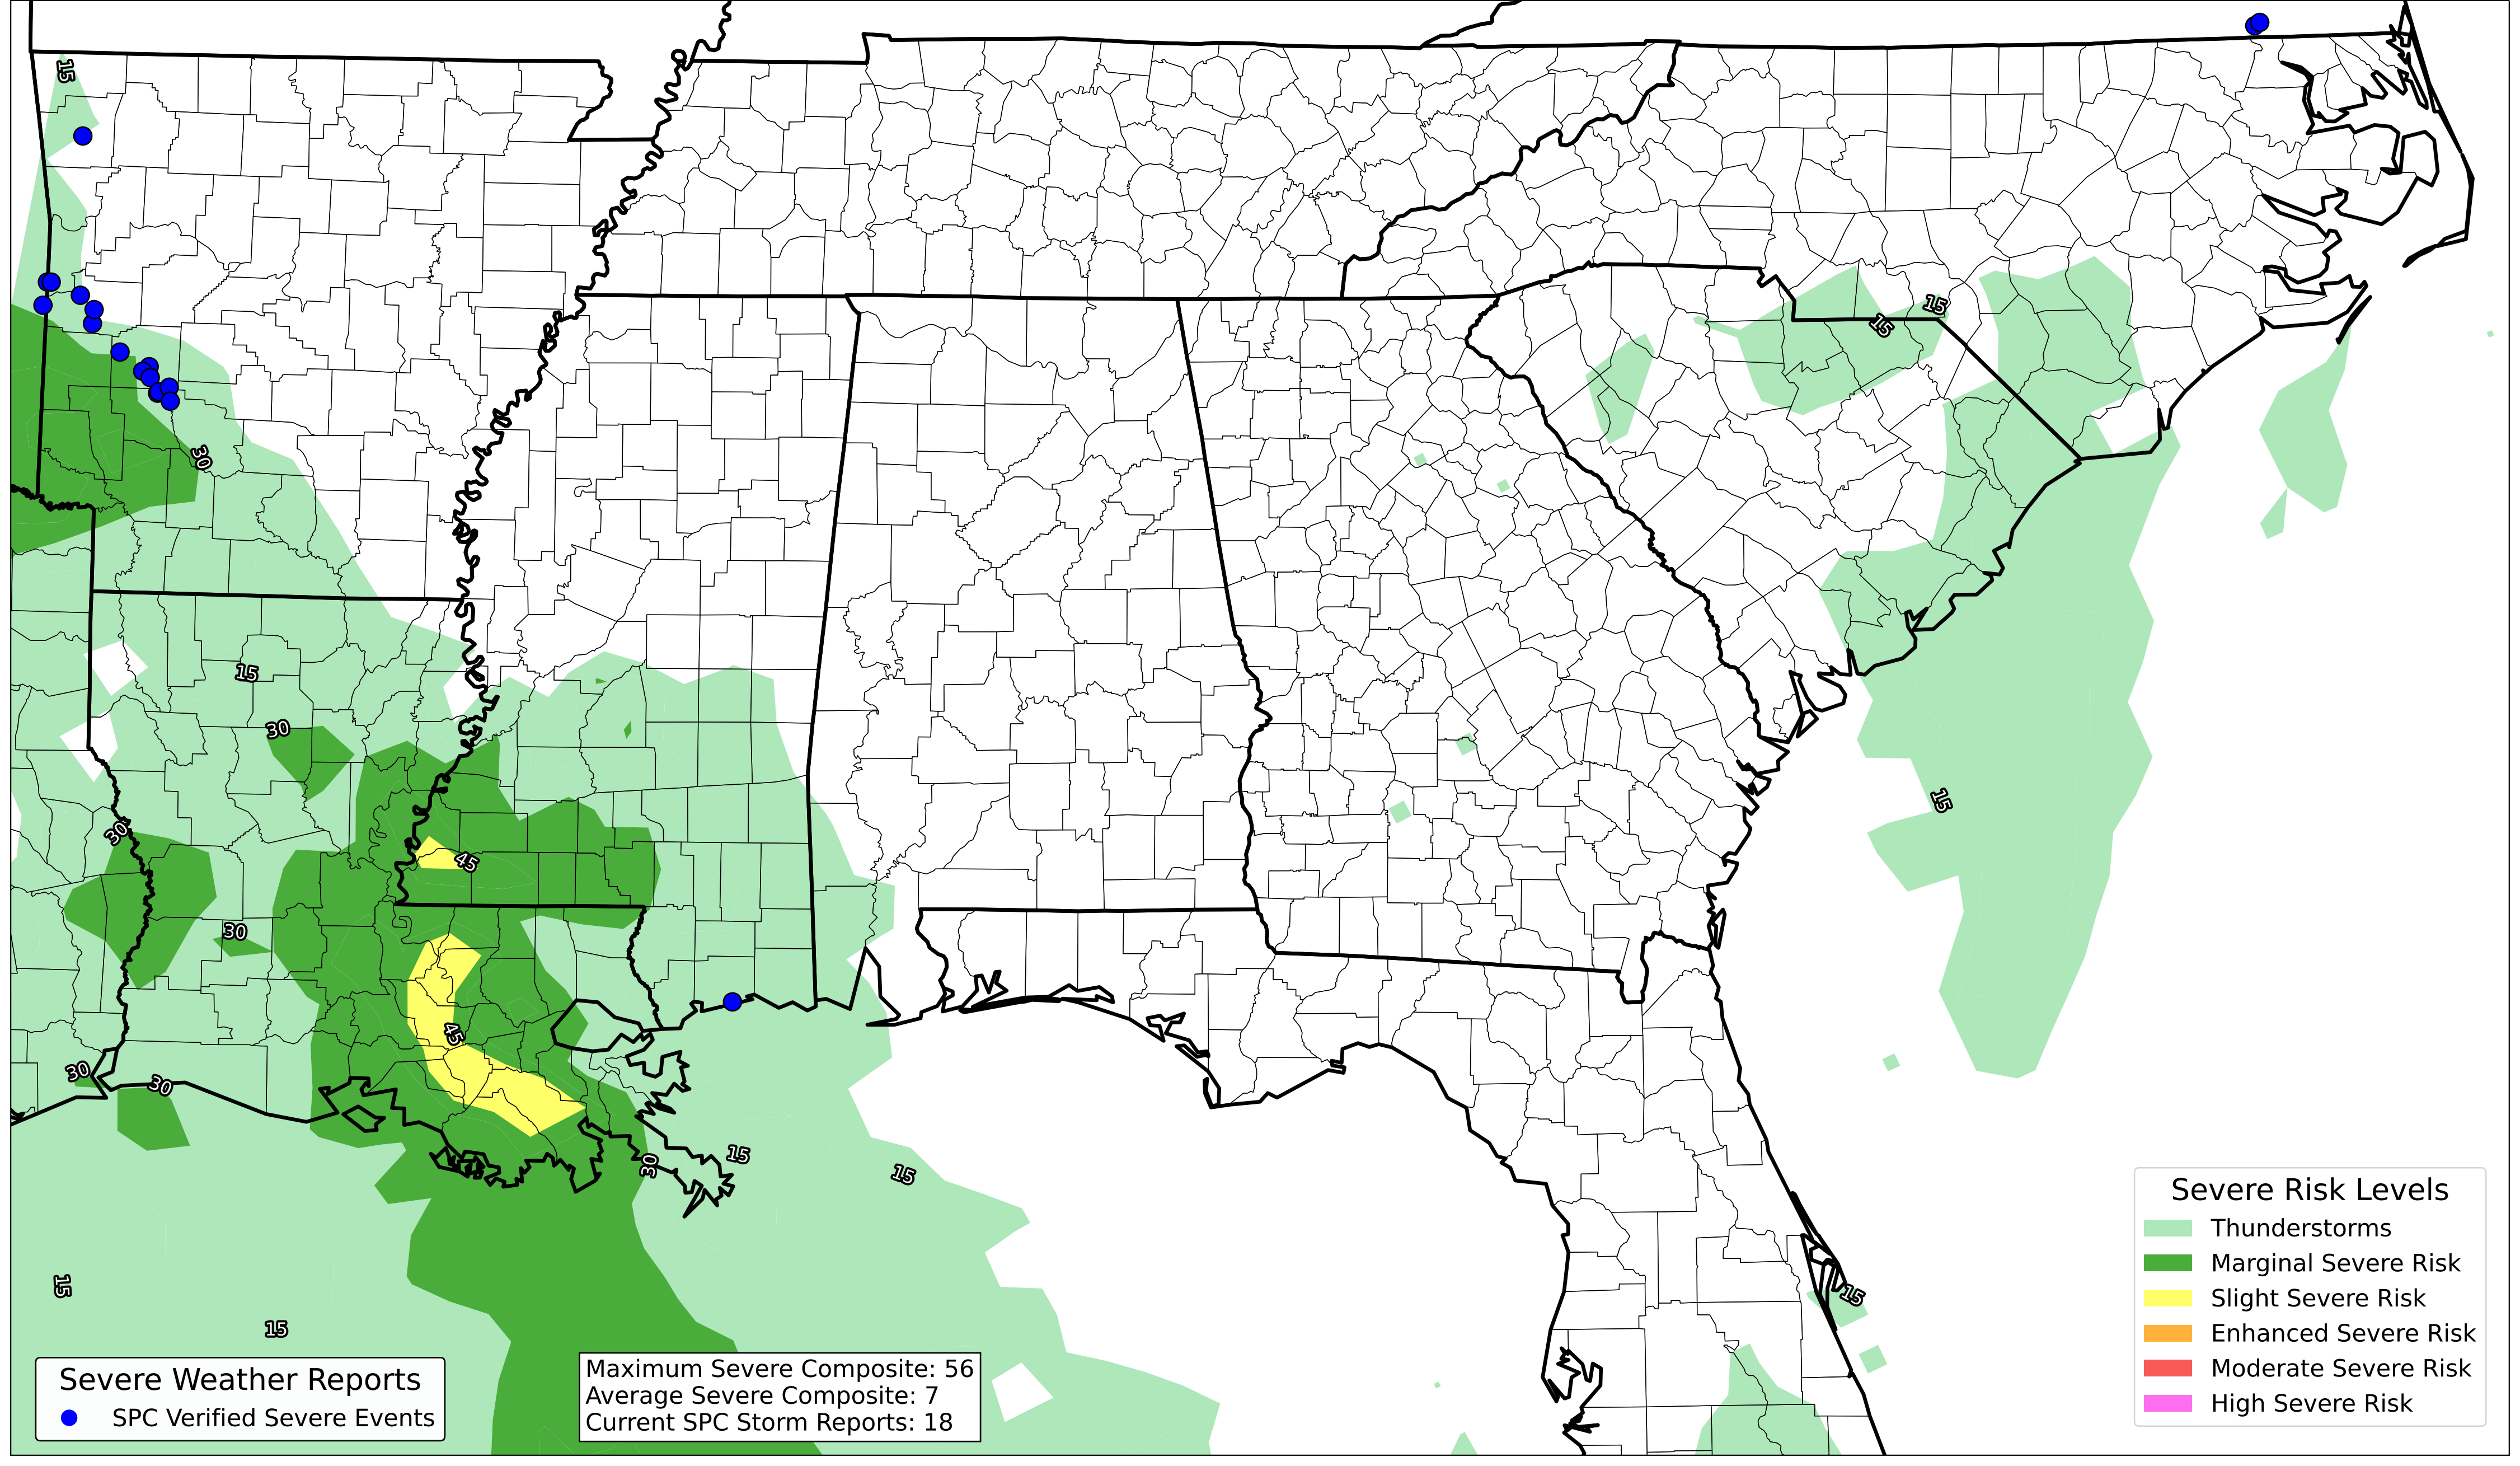 15
15
15
30
15
30
30
45
15
30
45
30
30
15
30
15
15
15
15
Severe Weather Reports
SPC Verified Severe Events
Maximum Severe Composite: 56
Average Severe Composite: 7
Current SPC Storm Reports: 18
Severe Risk Levels
Thunderstorms
Marginal Severe Risk
Slight Severe Risk
Enhanced Severe Risk
Moderate Severe Risk
High Severe Risk